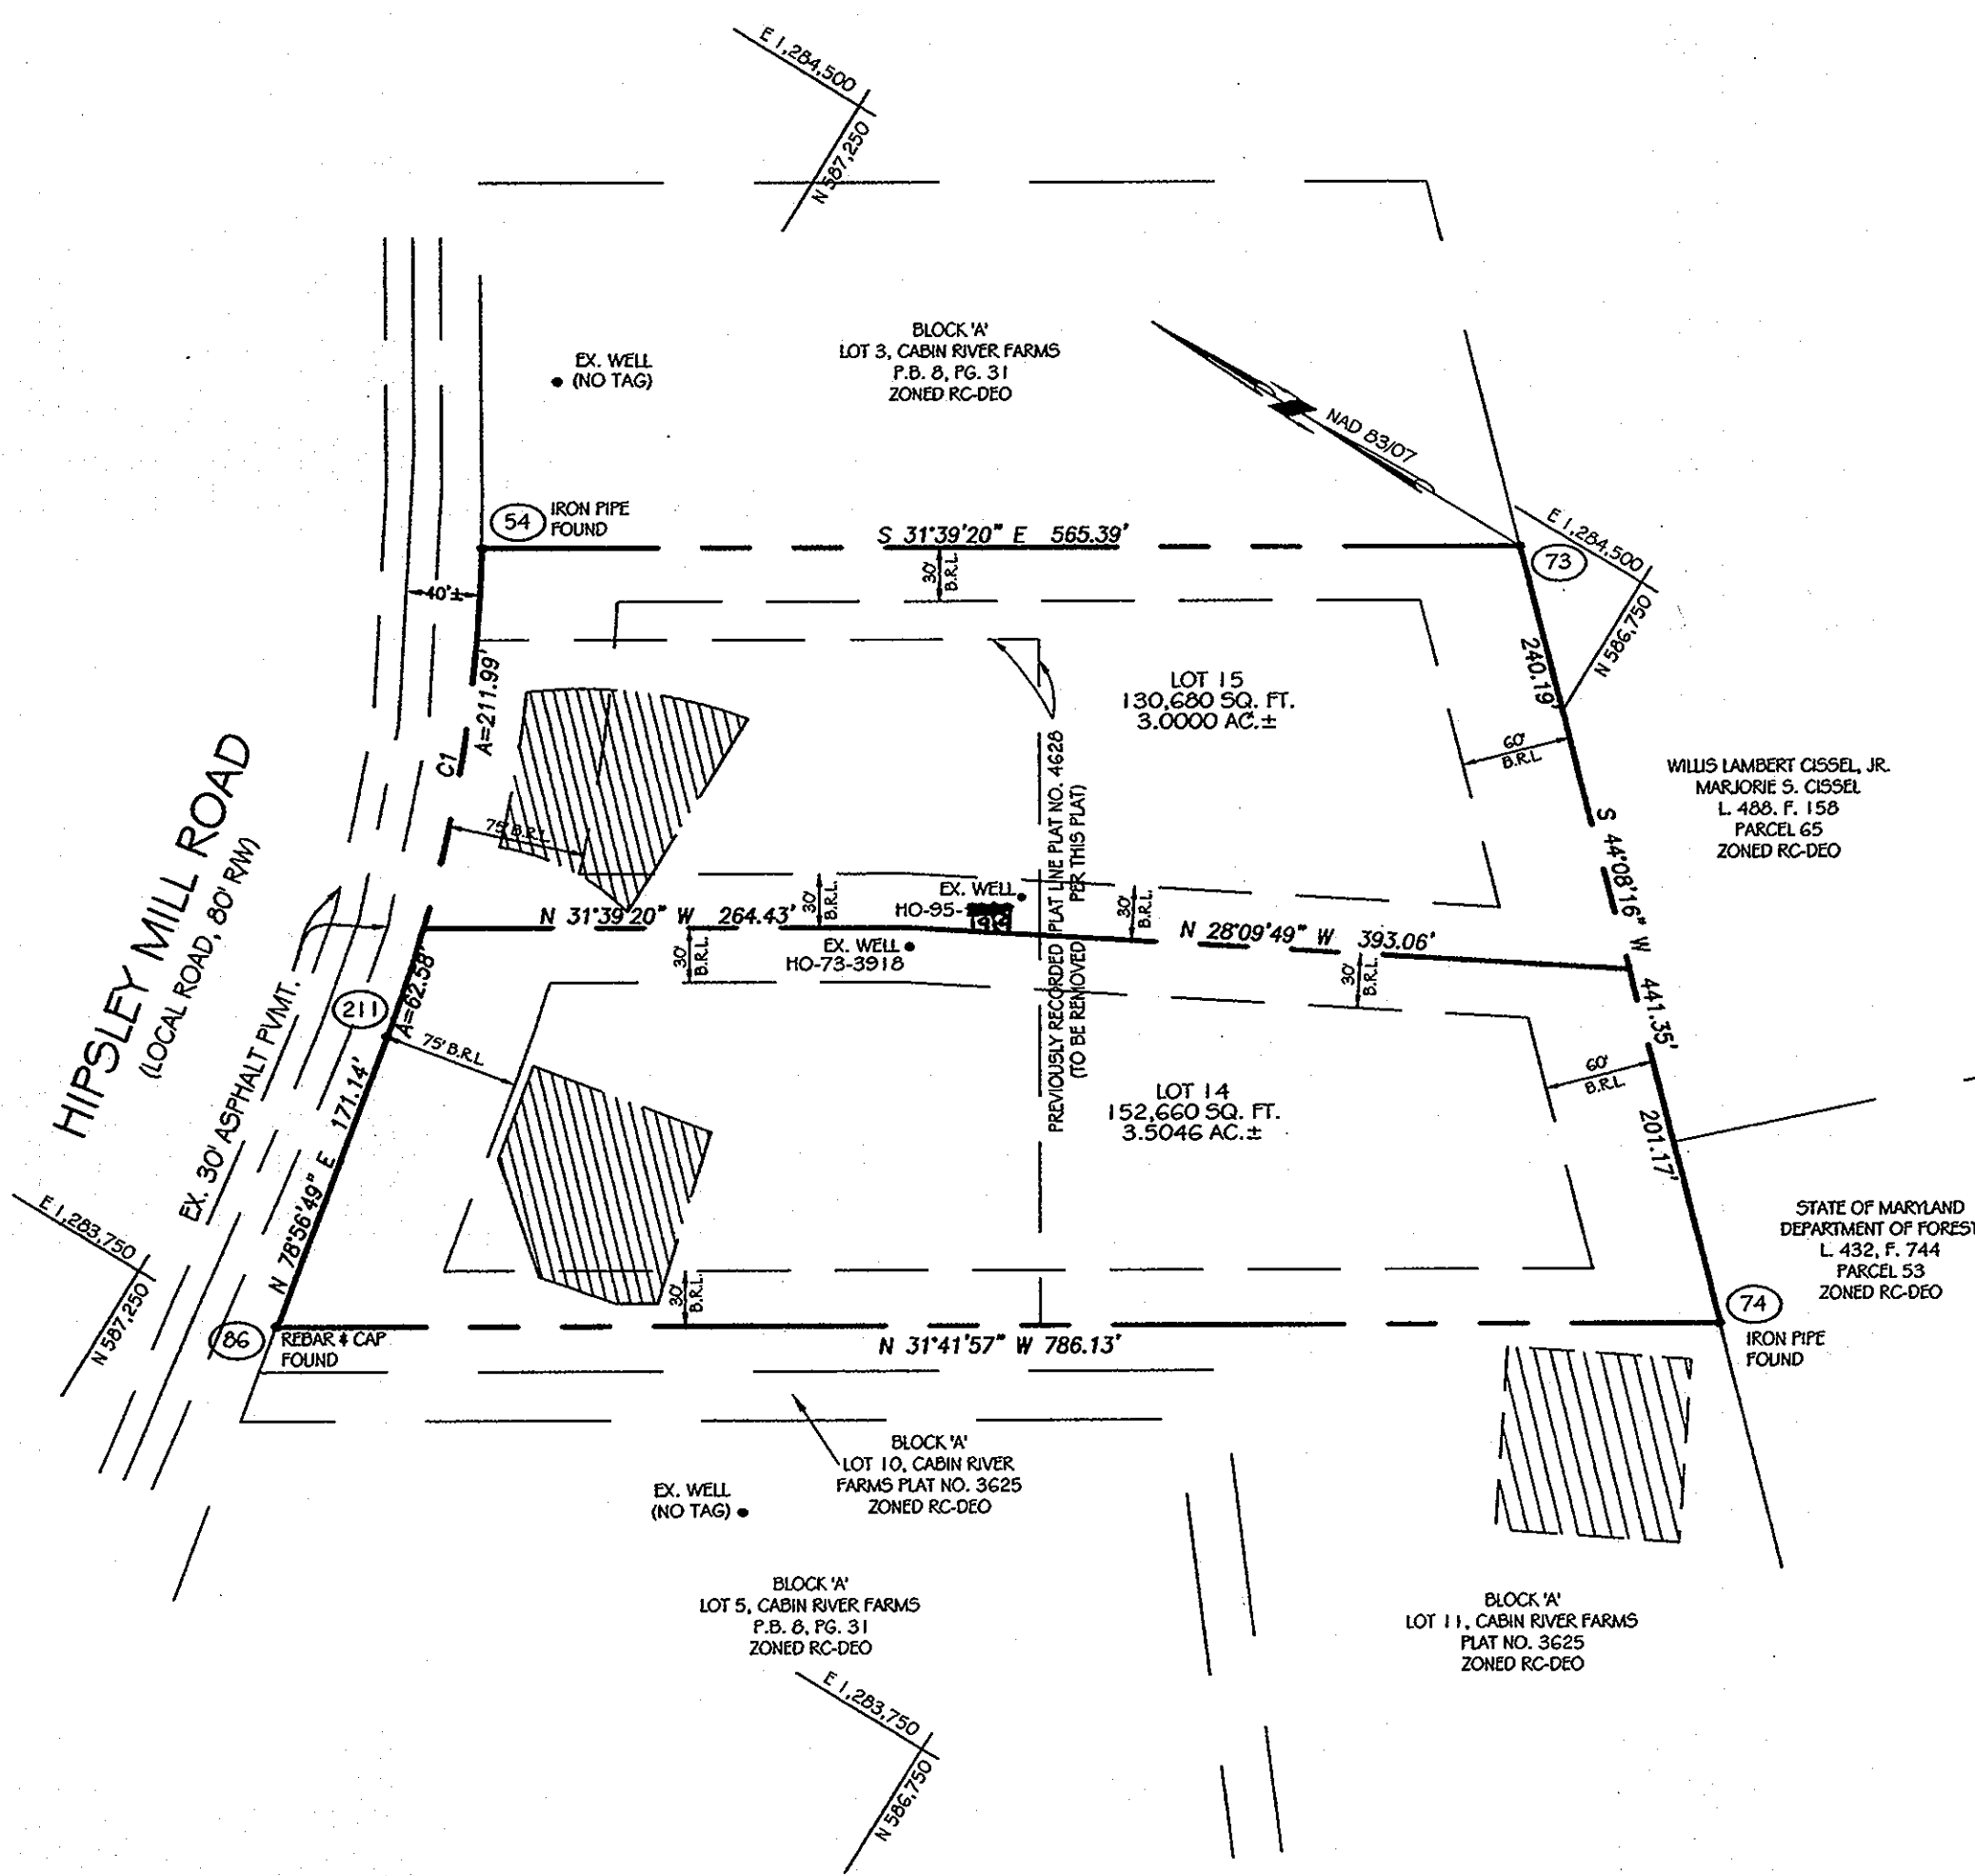 E 1,284,500
N 587,250
BLOCK 'A'
LOT 3, CABIN RIVER FARMS
P.B. 8, PG. 31
ZONED RC-DEO
EX. WELL
(NO TAG)
NAD 83/07
54
IRON PIPE
FOUND
S 31°39'20" E 565.39'
30'
B.R.L.
73
E 1,284,500
N 586,750
40'±
A=211.99'
C1
240.19'
LOT 15
130,680 SQ. FT.
3.0000 AC.±
60'
B.R.L.
WILLIS LAMBERT CISSEL, JR.
MARJORIE S. CISSEL
L. 488. F. 158
PARCEL 65
ZONED RC-DEO
HIPSLEY MILL ROAD
(LOCAL ROAD, 80' R/W)
75' B.R.L.
PREVIOUSLY RECORDED PLAT LINE PLAT NO. 4628
(TO BE REMOVED PER THIS PLAT)
S 44°08'16" W 441.35'
EX. WELL
HO-95-
30'
B.R.L.
30'
B.R.L.
N 31°39'20" W 264.43'
N 28°09'49" W 393.06'
EX. WELL
HO-73-3918
30'
B.R.L.
30'
B.R.L.
EX. 30' ASPHALT PVMT.
211
A=62.58'
75' B.R.L.
N 78°56'49" E 171.14'
LOT 14
152,660 SQ. FT.
3.5046 AC.±
60'
B.R.L.
201.17'
STATE OF MARYLAND
DEPARTMENT OF FOREST
L. 432, F. 744
PARCEL 53
ZONED RC-DEO
E 1,283,750
N 587,250
30'
B.R.L.
74
IRON PIPE
FOUND
86
REBAR & CAP
FOUND
N 31°41'57" W 786.13'
BLOCK 'A'
LOT 10, CABIN RIVER
FARMS PLAT NO. 3625
ZONED RC-DEO
EX. WELL
(NO TAG)
BLOCK 'A'
LOT 5, CABIN RIVER FARMS
P.B. 8, PG. 31
ZONED RC-DEO
BLOCK 'A'
LOT 11, CABIN RIVER FARMS
PLAT NO. 3625
ZONED RC-DEO
E 1,283,750
N 586,750